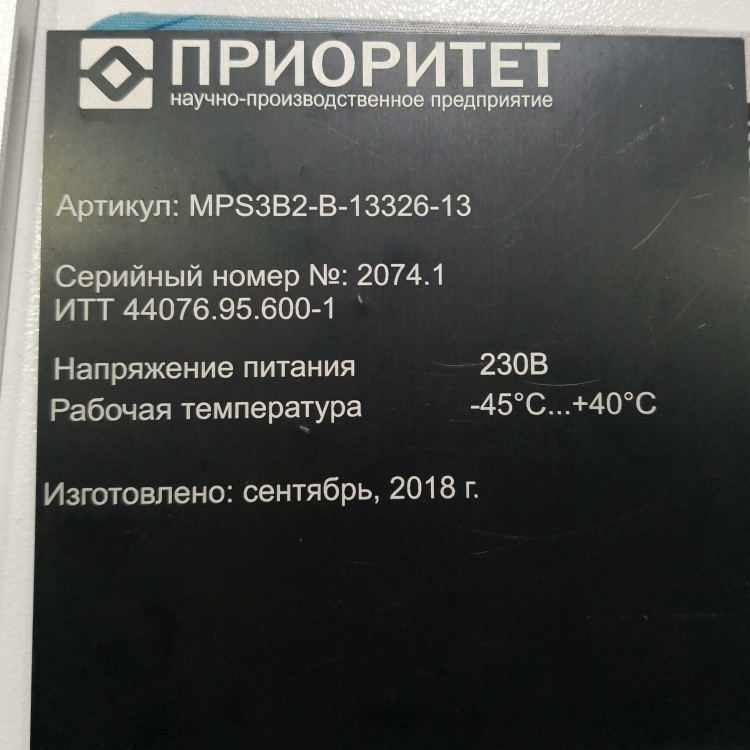 ПРИОРИТЕТ
научно-производственное предприятие
Артикул: MPS3B2-B-13326-13
Серийный номер №: 2074.1
ИТТ 44076.95.600-1
Напряжение питания 230В
Рабочая температура -45°C...+40°C
Изготовлено: сентябрь, 2018 г.